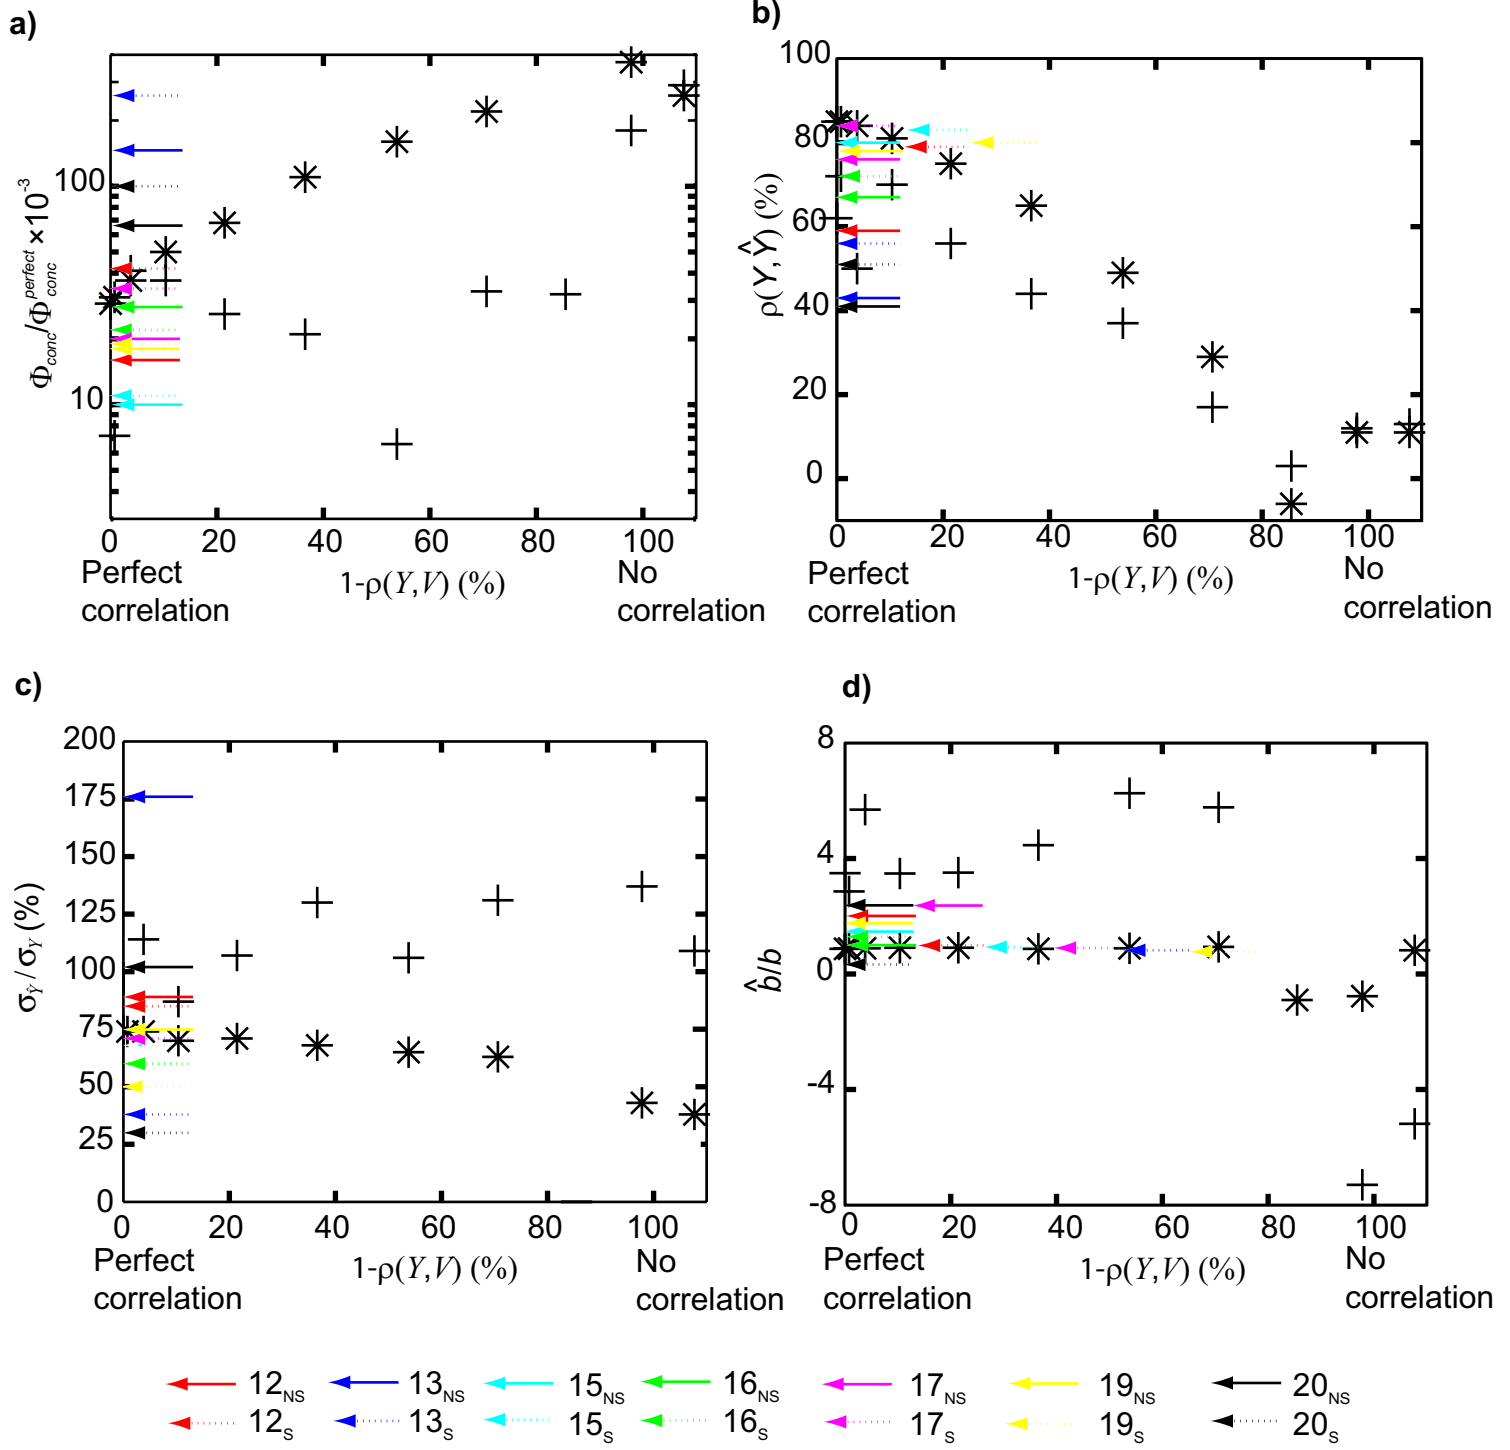 a)
Φconc/Φconc^perfect ×10^-3
100
10
0 20 40 60 80 100
Perfect correlation
1-ρ(Y,V) (%)
No correlation
b)
ρ(Y,Ŷ) (%)
100
80
60
40
20
0
0 20 40 60 80 100
Perfect correlation
1-ρ(Y,V) (%)
No correlation
c)
σŶ/σY (%)
200
175
150
125
100
75
50
25
0
0 20 40 60 80 100
Perfect correlation
1-ρ(Y,V) (%)
No correlation
d)
b̂/b
8
4
0
-4
-8
0 20 40 60 80 100
Perfect correlation
1-ρ(Y,V) (%)
No correlation
12NS 13NS 15NS 16NS 17NS 19NS 20NS
12S 13S 15S 16S 17S 19S 20S